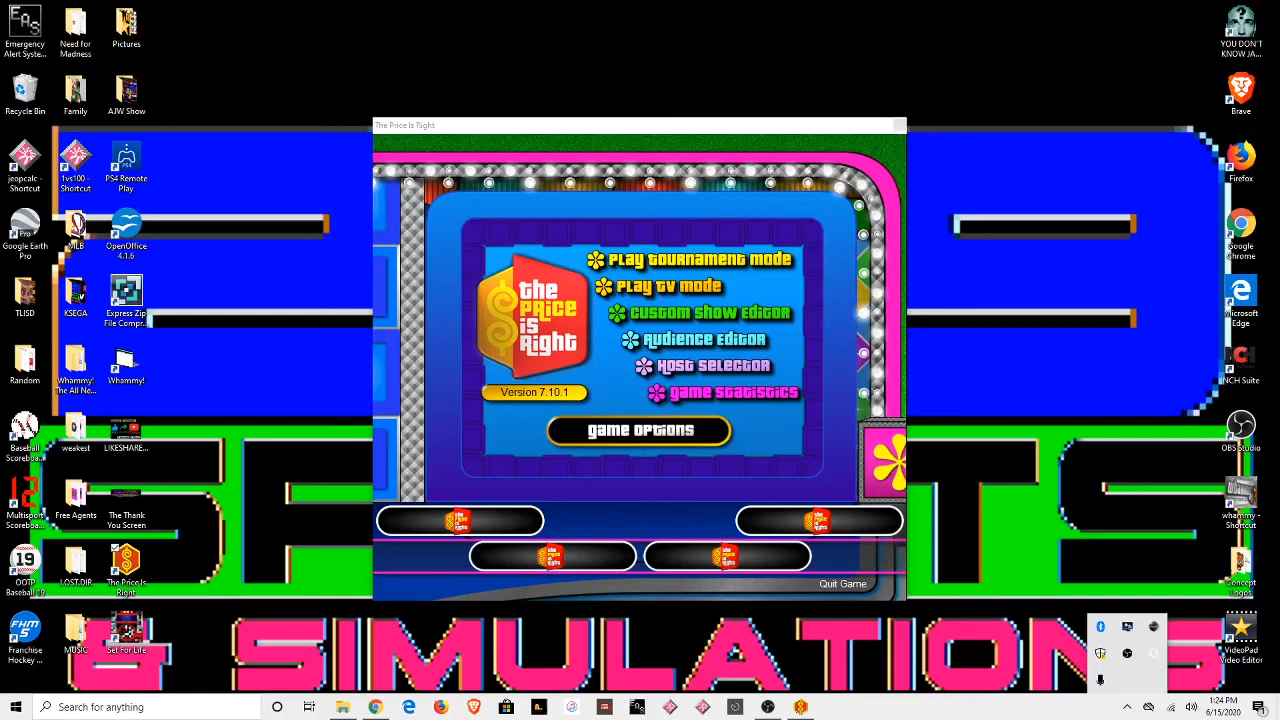 Emergency
Alert Syste...
Need for
Madness
Pictures
Recycle Bin
Family
AJW Show
jeopcalc -
Shortcut
1vs100 -
Shortcut
PS4 Remote
Play
Google Earth
Pro
MLB
OpenOffice
4.1.6
TLISD
KSEGA
Express Zip
File Compr...
Random
Whammy!
The All Ne...
Whammy!
Baseball
Scoreboa...
weakest
LIKESHARE...
Multisport
Scoreboa...
Free Agents
The Thank
You Screen
OOTP
Baseball 19
LOST.DIR
The Price Is
Right
Franchise
Hockey ...
MUSIC
Set For Life
The Price Is Right
the PRICE is Right
Version 7.10.1
Play tournament mode
Play TV mode
Custom show editor
Audience Editor
Host selector
game statistics
game options
Quit Game
YOU DON'T
KNOW JA...
Brave
Firefox
Google
Chrome
Microsoft
Edge
NCH Suite
OBS Studio
whammy -
Shortcut
Concept
Logos
VideoPad
Video Editor
& SIMULATIONS
Search for anything
1:24 PM
6/15/2020